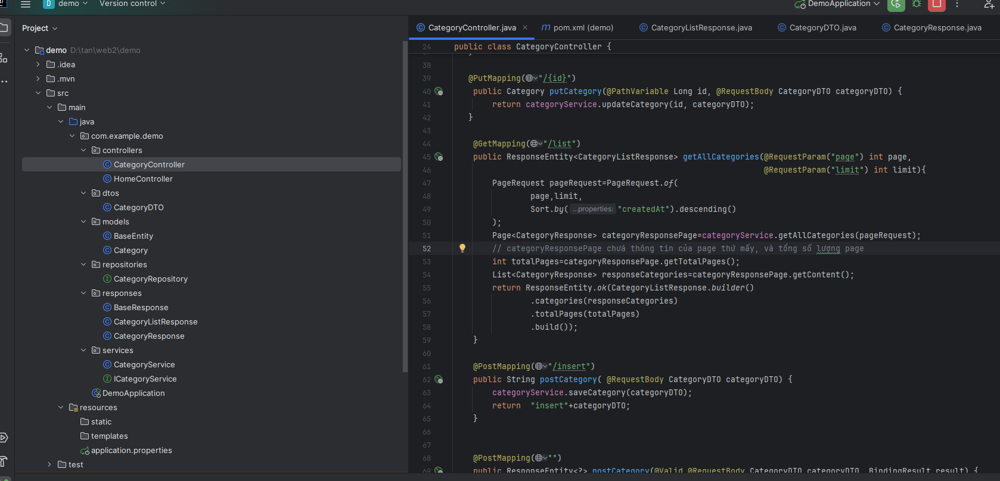 D demo Version control DemoApplication
Project
demo D:\tan\web2\demo
.idea
.mvn
src
main
java
com.example.demo
controllers
CategoryController
HomeController
dtos
CategoryDTO
models
BaseEntity
Category
repositories
CategoryRepository
responses
BaseResponse
CategoryListResponse
CategoryResponse
services
CategoryService
ICategoryService
DemoApplication
resources
static
templates
application.properties
test
CategoryController.java × pom.xml (demo) CategoryListResponse.java CategoryDTO.java CategoryResponse.java
24 public class CategoryController {
38
39 @PutMapping("/{id}")
40 public Category putCategory(@PathVariable Long id, @RequestBody CategoryDTO categoryDTO) {
41 return categoryService.updateCategory(id, categoryDTO);
42 }
43
44 @GetMapping("/list")
45 public ResponseEntity<CategoryListResponse> getAllCategories(@RequestParam("page") int page,
46 @RequestParam("limit") int limit){
47 PageRequest pageRequest=PageRequest.of(
48 page,limit,
49 Sort.by(...properties: "createdAt").descending()
50 );
51 Page<CategoryResponse> categoryResponsePage=categoryService.getAllCategories(pageRequest);
52 // categoryResponsePage chưá thông tin của page thứ mấy, và tổng số lượng page
53 int totalPages=categoryResponsePage.getTotalPages();
54 List<CategoryResponse> responseCategories=categoryResponsePage.getContent();
55 return ResponseEntity.ok(CategoryListResponse.builder()
56 .categories(responseCategories)
57 .totalPages(totalPages)
58 .build());
59 }
60
61 @PostMapping("/insert")
62 public String postCategory( @RequestBody CategoryDTO categoryDTO) {
63 categoryService.saveCategory(categoryDTO);
64 return "insert"+categoryDTO;
65 }
66
67
68 @PostMapping("")
69 public ResponseEntity<?> postCategory(@Valid @RequestBody CategoryDTO categoryDTO, BindingResult result) {